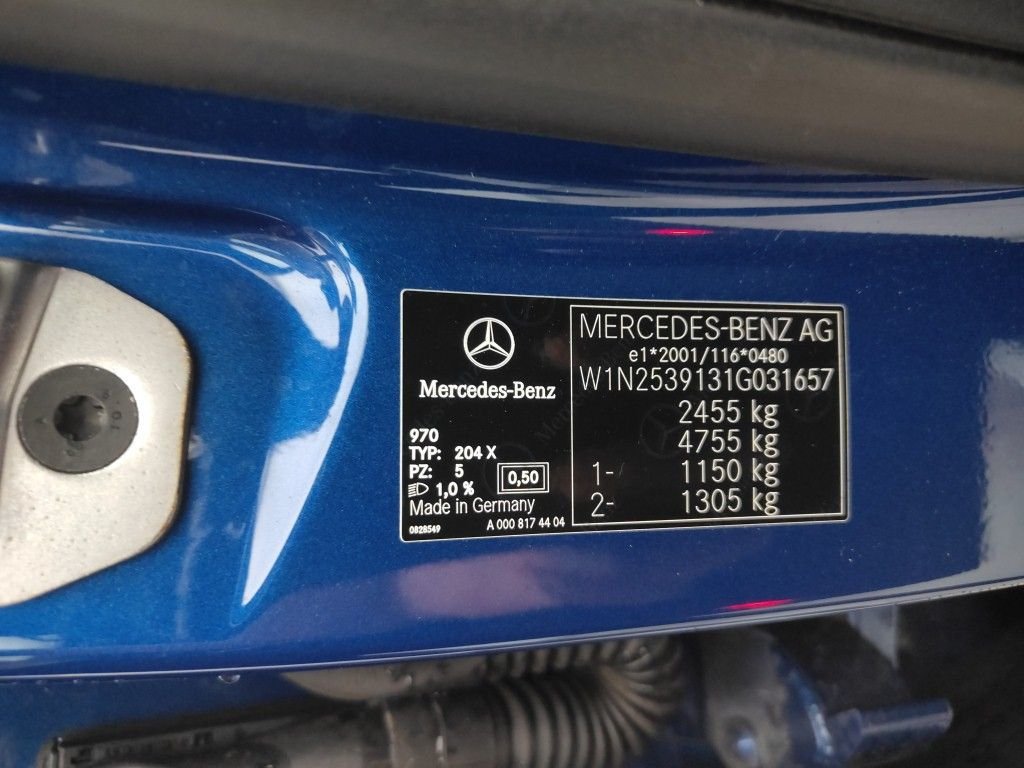 Mercedes-Benz
970
TYP: 204 X
PZ: 5
1,0 %
0,50
Made in Germany
0828549
A 000 817 44 04
MERCEDES-BENZ AG
e1*2001/116*0480
W1N2539131G031657
2455 kg
4755 kg
1- 1150 kg
2- 1305 kg